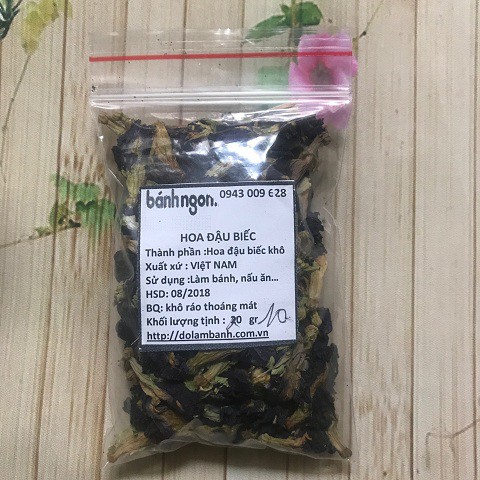 bánhngon. 0943 009 628
HOA ĐẬU BIẾC
Thành phần :Hoa đậu biếc khô
Xuất xứ : VIỆT NAM
Sử dụng :Làm bánh, nấu ăn...
HSD: 08/2018
BQ: khô ráo thoáng mát
Khối lượng tịnh : 20 gr 10
http://dolambanh.com.vn